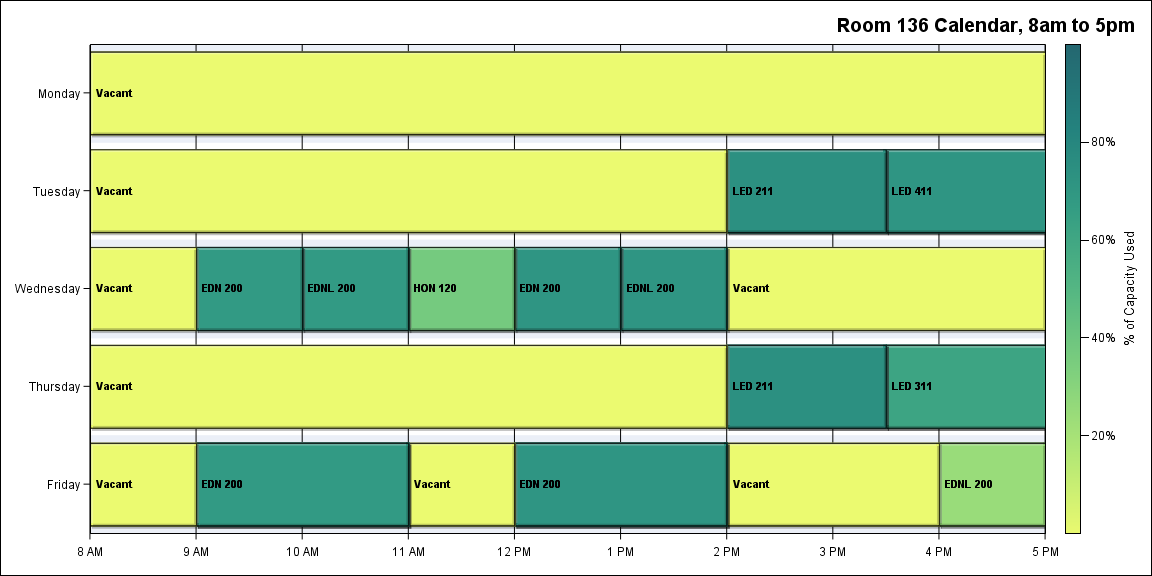 Room 136 Calendar, 8am to 5pm
Monday
Vacant
Tuesday
Vacant
LED 211
LED 411
Wednesday
Vacant
EDN 200
EDNL 200
HON 120
EDN 200
EDNL 200
Vacant
Thursday
Vacant
LED 211
LED 311
Friday
Vacant
EDN 200
Vacant
EDN 200
Vacant
EDNL 200
8 AM
9 AM
10 AM
11 AM
12 PM
1 PM
2 PM
3 PM
4 PM
5 PM
80%
60%
40%
20%
% of Capacity Used